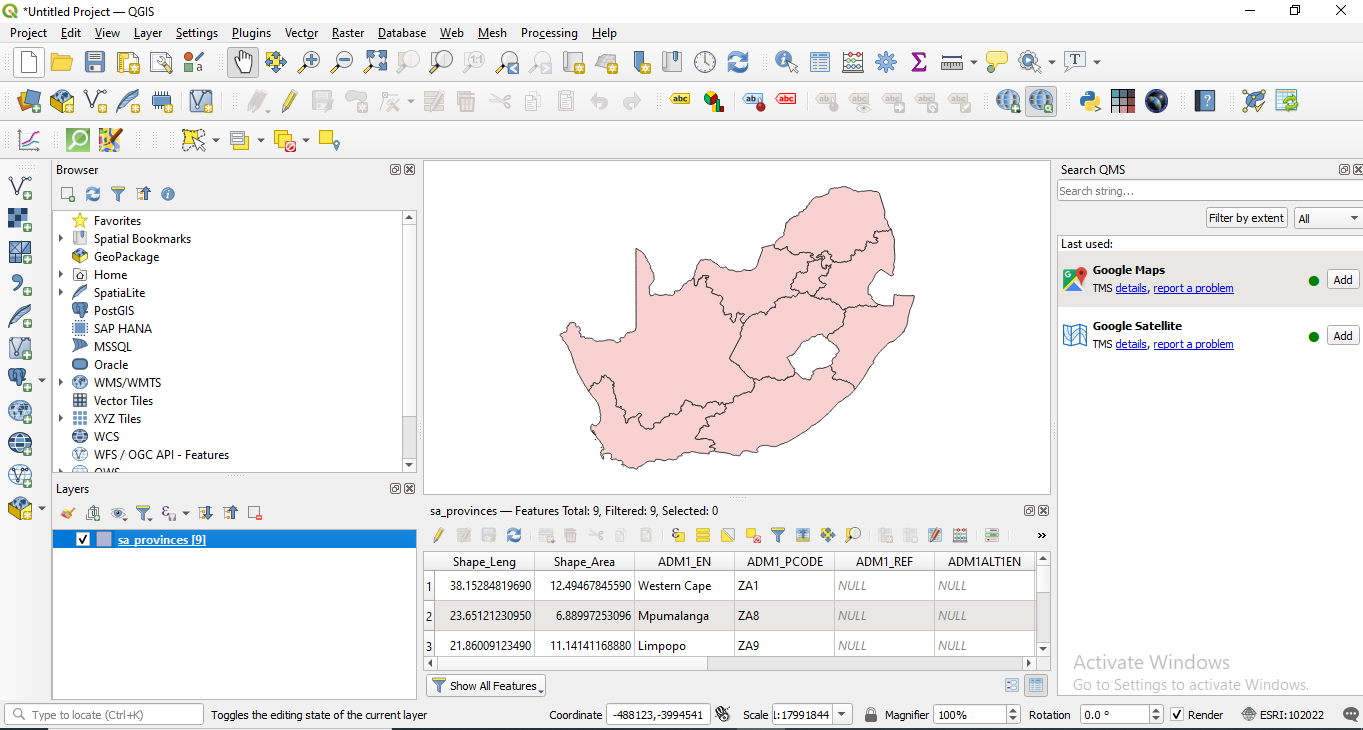 *Untitled Project — QGIS
Project Edit View Layer Settings Plugins Vector Raster Database Web Mesh Processing Help
Browser
Favorites
Spatial Bookmarks
GeoPackage
Home
SpatiaLite
PostGIS
SAP HANA
MSSQL
Oracle
WMS/WMTS
Vector Tiles
XYZ Tiles
WCS
WFS / OGC API - Features
Layers
sa_provinces [9]
sa_provinces — Features Total: 9, Filtered: 9, Selected: 0
Shape_Leng Shape_Area ADM1_EN ADM1_PCODE ADM1_REF ADM1ALT1EN
1 38.15284819690 12.49467845590 Western Cape ZA1 NULL NULL
2 23.65121230950 6.88997253096 Mpumalanga ZA8 NULL NULL
3 21.86009123490 11.14141168880 Limpopo ZA9 NULL NULL
Show All Features
Search QMS
Search string...
Filter by extent All
Last used:
Google Maps
TMS details, report a problem Add
Google Satellite
TMS details, report a problem Add
Activate Windows
Go to Settings to activate Windows.
Type to locate (Ctrl+K) Toggles the editing state of the current layer Coordinate -488123,-3994541 Scale 1:17991844 Magnifier 100% Rotation 0.0 ° Render ESRI:102022